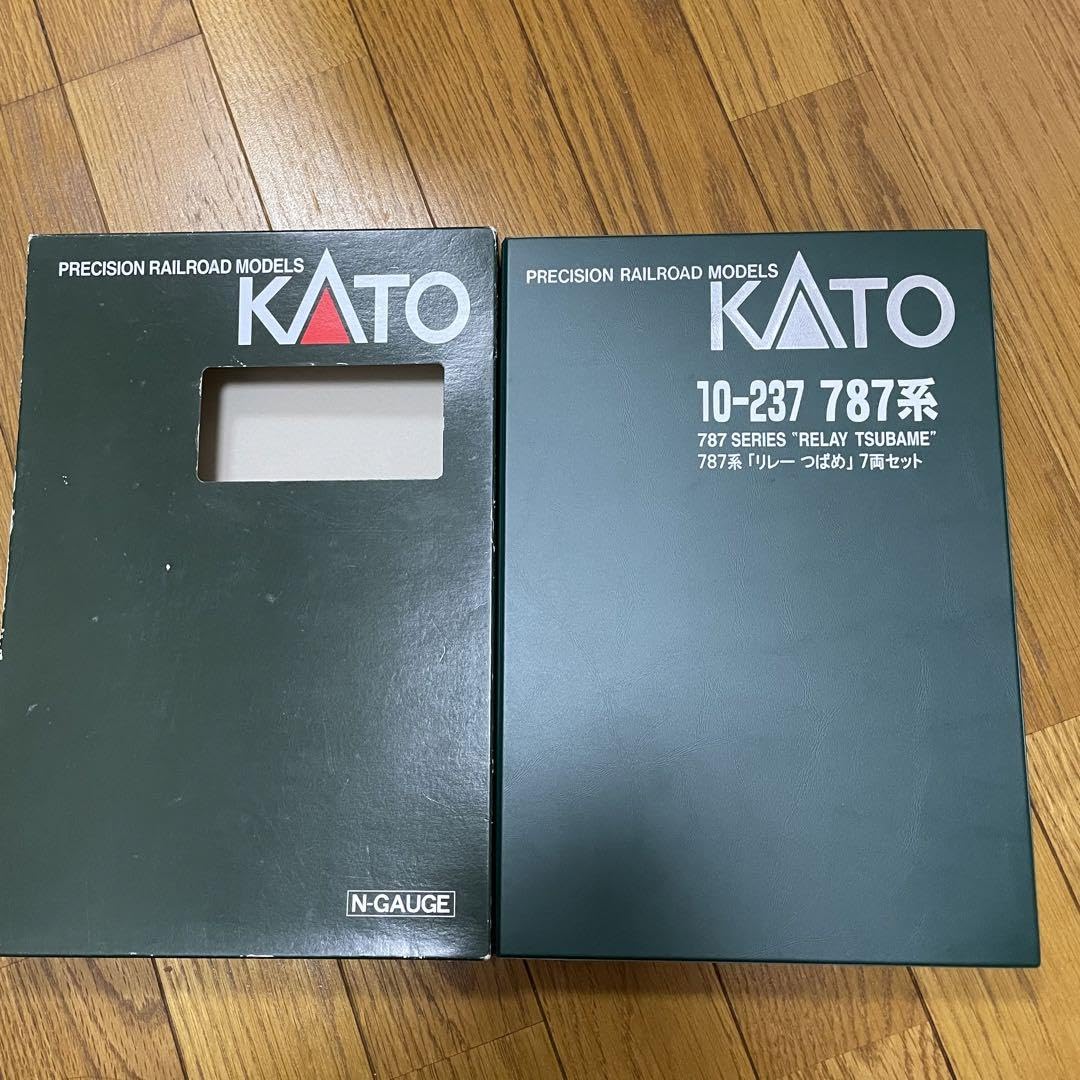 PRECISION RAILROAD MODELS
KATO
N-GAUGE
PRECISION RAILROAD MODELS
KATO
10-237 787系
787 SERIES "RELAY TSUBAME"
787系「リレー つばめ」7両セット